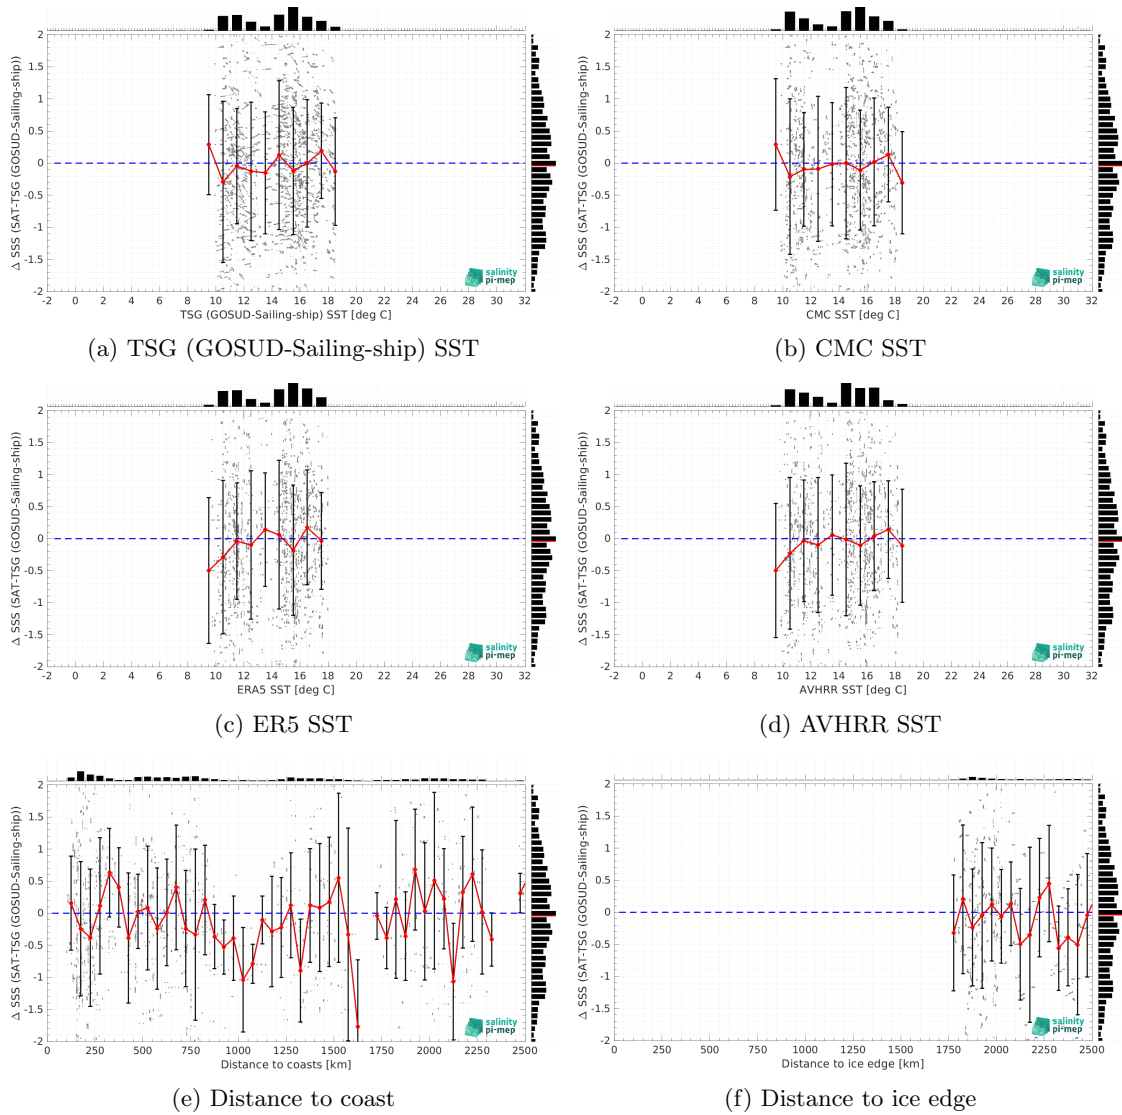 2
1.5
1
0.5
0
-0.5
-1
-1.5
-2
Δ SSS (SAT-TSG (GOSUD-Sailing-ship))
salinity
pi-mep
-2 0 2 4 6 8 10 12 14 16 18 20 22 24 26 28 30 32
TSG (GOSUD-Sailing-ship) SST [deg C]
(a) TSG (GOSUD-Sailing-ship) SST
2
1.5
1
0.5
0
-0.5
-1
-1.5
-2
Δ SSS (SAT-TSG (GOSUD-Sailing-ship))
salinity
pi-mep
-2 0 2 4 6 8 10 12 14 16 18 20 22 24 26 28 30 32
CMC SST [deg C]
(b) CMC SST
2
1.5
1
0.5
0
-0.5
-1
-1.5
-2
Δ SSS (SAT-TSG (GOSUD-Sailing-ship))
salinity
pi-mep
-2 0 2 4 6 8 10 12 14 16 18 20 22 24 26 28 30 32
ERA5 SST [deg C]
(c) ER5 SST
2
1.5
1
0.5
0
-0.5
-1
-1.5
-2
Δ SSS (SAT-TSG (GOSUD-Sailing-ship))
salinity
pi-mep
-2 0 2 4 6 8 10 12 14 16 18 20 22 24 26 28 30 32
AVHRR SST [deg C]
(d) AVHRR SST
2
1.5
1
0.5
0
-0.5
-1
-1.5
-2
Δ SSS (SAT-TSG (GOSUD-Sailing-ship))
salinity
pi-mep
0 250 500 750 1000 1250 1500 1750 2000 2250 2500
Distance to coasts [km]
(e) Distance to coast
2
1.5
1
0.5
0
-0.5
-1
-1.5
-2
Δ SSS (SAT-TSG (GOSUD-Sailing-ship))
salinity
pi-mep
0 250 500 750 1000 1250 1500 1750 2000 2250 2500
Distance to ice edge [km]
(f) Distance to ice edge